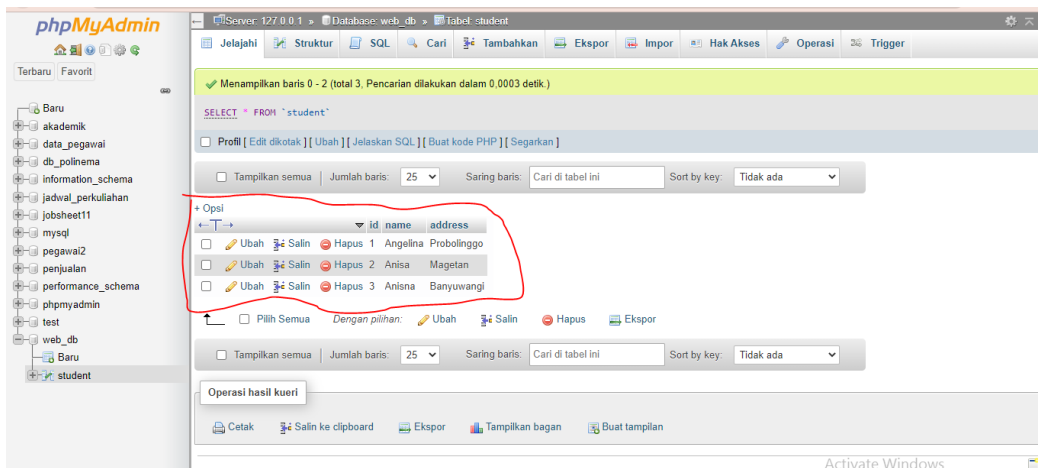 phpMyAdmin
Terbaru Favorit
Baru
akademik
data_pegawai
db_polinema
information_schema
jadwal_perkuliahan
jobsheet11
mysql
pegawai2
penjualan
performance_schema
phpmyadmin
test
web_db
Baru
student
Server: 127.0.0.1 » Database: web_db » Tabel: student
Jelajahi Struktur SQL Cari Tambahkan Ekspor Impor Hak Akses Operasi Trigger
Menampilkan baris 0 - 2 (total 3, Pencarian dilakukan dalam 0,0003 detik.)
SELECT * FROM `student`
Profil [ Edit dikotak ] [ Ubah ] [ Jelaskan SQL ] [ Buat kode PHP ] [ Segarkan ]
Tampilkan semua | Jumlah baris: 25 Saring baris: Cari di tabel ini Sort by key: Tidak ada
+ Opsi
←T→ id name address
Ubah Salin Hapus 1 Angelina Probolinggo
Ubah Salin Hapus 2 Anisa Magetan
Ubah Salin Hapus 3 Anisna Banyuwangi
Pilih Semua Dengan pilihan: Ubah Salin Hapus Ekspor
Tampilkan semua | Jumlah baris: 25 Saring baris: Cari di tabel ini Sort by key: Tidak ada
Operasi hasil kueri
Cetak Salin ke clipboard Ekspor Tampilkan bagan Buat tampilan
Activate Windows